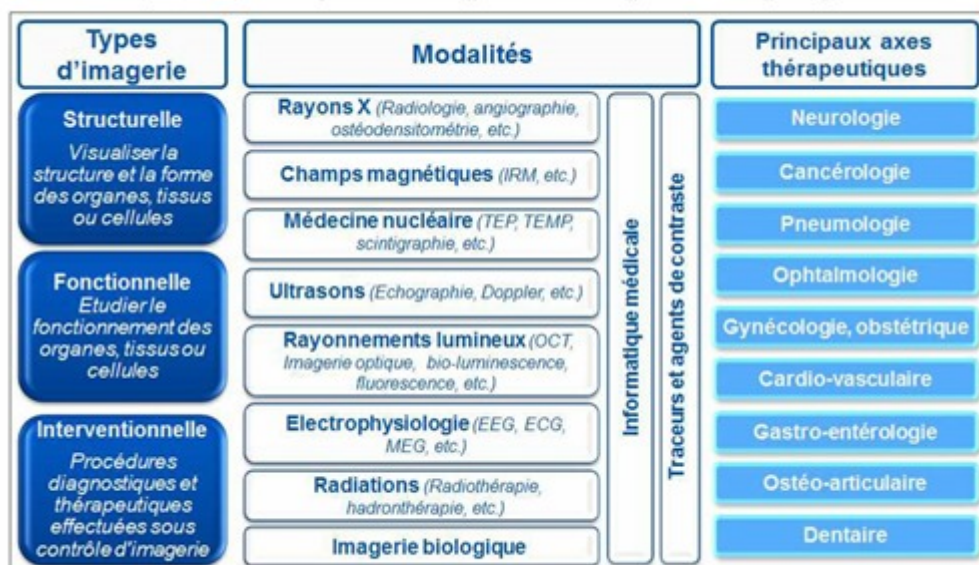 Types
d'imagerie
Modalités
Principaux axes
thérapeutiques
Structurelle
Visualiser la
structure et la forme
des organes, tissus
ou cellules
Fonctionnelle
Etudier le
fonctionnement des
organes, tissus ou
cellules
Interventionnelle
Procédures
diagnostiques et
thérapeutiques
effectuées sous
contrôle d'imagerie
Rayons X (Radiologie, angiographie,
ostéodensitométrie, etc.)
Champs magnétiques (IRM, etc.)
Médecine nucléaire (TEP, TEMP,
scintigraphie, etc.)
Ultrasons (Echographie, Doppler, etc.)
Rayonnements lumineux (OCT,
Imagerie optique, bio-luminescence,
fluorescence, etc.)
Electrophysiologie (EEG, ECG,
MEG, etc.)
Radiations (Radiothérapie,
hadronthérapie, etc.)
Imagerie biologique
Informatique médicale
Traceurs et agents de contraste
Neurologie
Cancérologie
Pneumologie
Ophtalmologie
Gynécologie, obstétrique
Cardio-vasculaire
Gastro-entérologie
Ostéo-articulaire
Dentaire